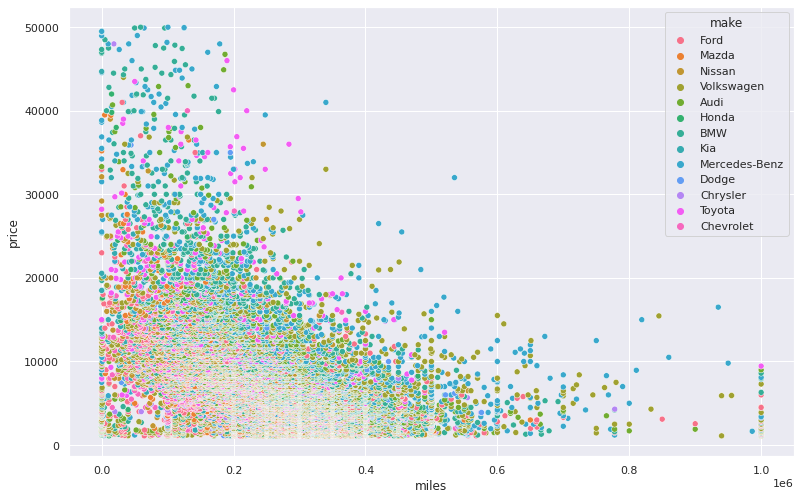 make
Ford
Mazda
Nissan
Volkswagen
Audi
Honda
BMW
Kia
Mercedes-Benz
Dodge
Chrysler
Toyota
Chevrolet
50000
40000
30000
20000
10000
0
price
0.0 0.2 0.4 0.6 0.8 1.0
1e6
miles